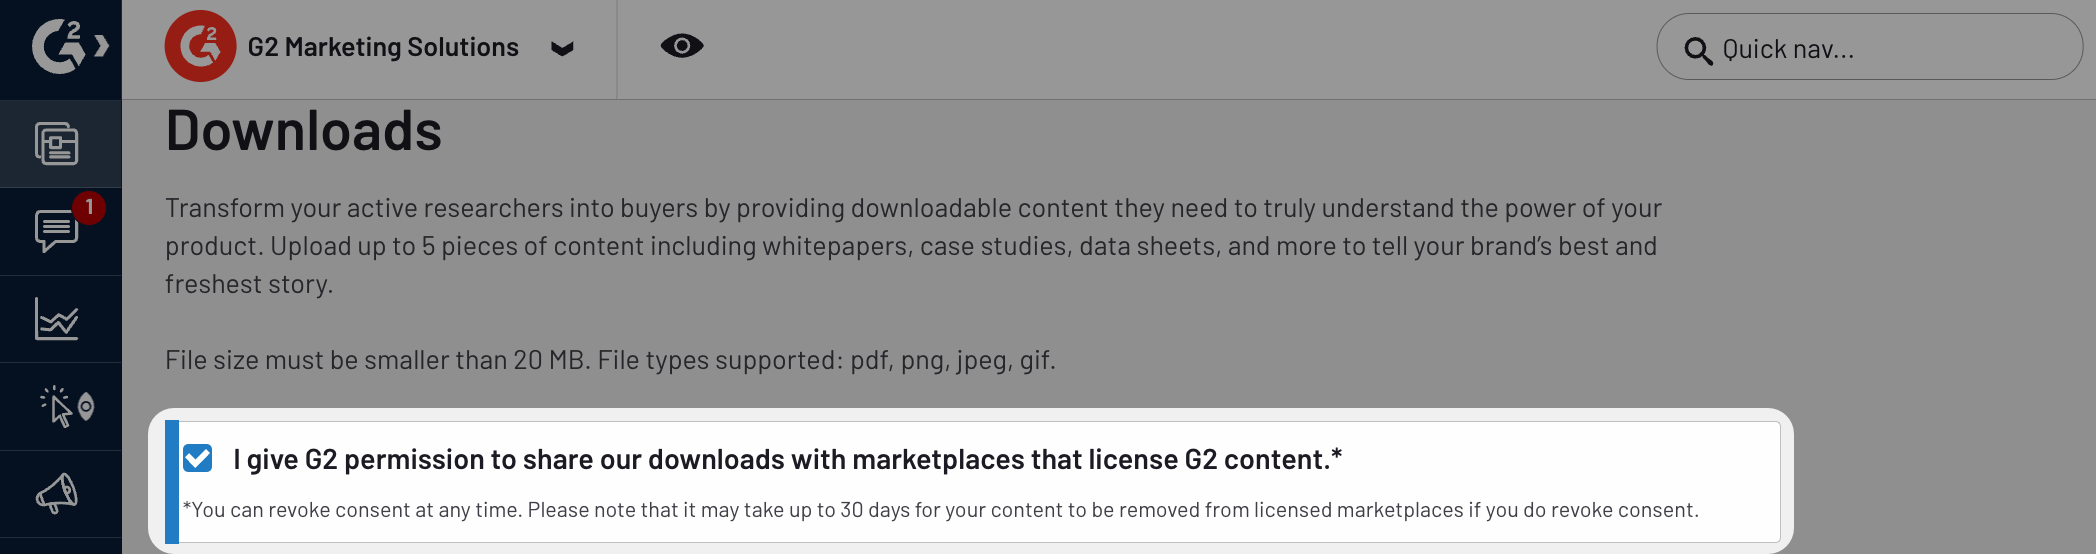 G2 Marketing Solutions
Quick nav...
Downloads
1
Transform your active researchers into buyers by providing downloadable content they need to truly understand the power of your
product. Upload up to 5 pieces of content including whitepapers, case studies, data sheets, and more to tell your brand's best and
freshest story.
File size must be smaller than 20 MB. File types supported: pdf, png, jpeg, gif.
I give G2 permission to share our downloads with marketplaces that license G2 content.*
*You can revoke consent at any time. Please note that it may take up to 30 days for your content to be removed from licensed marketplaces if you do revoke consent.